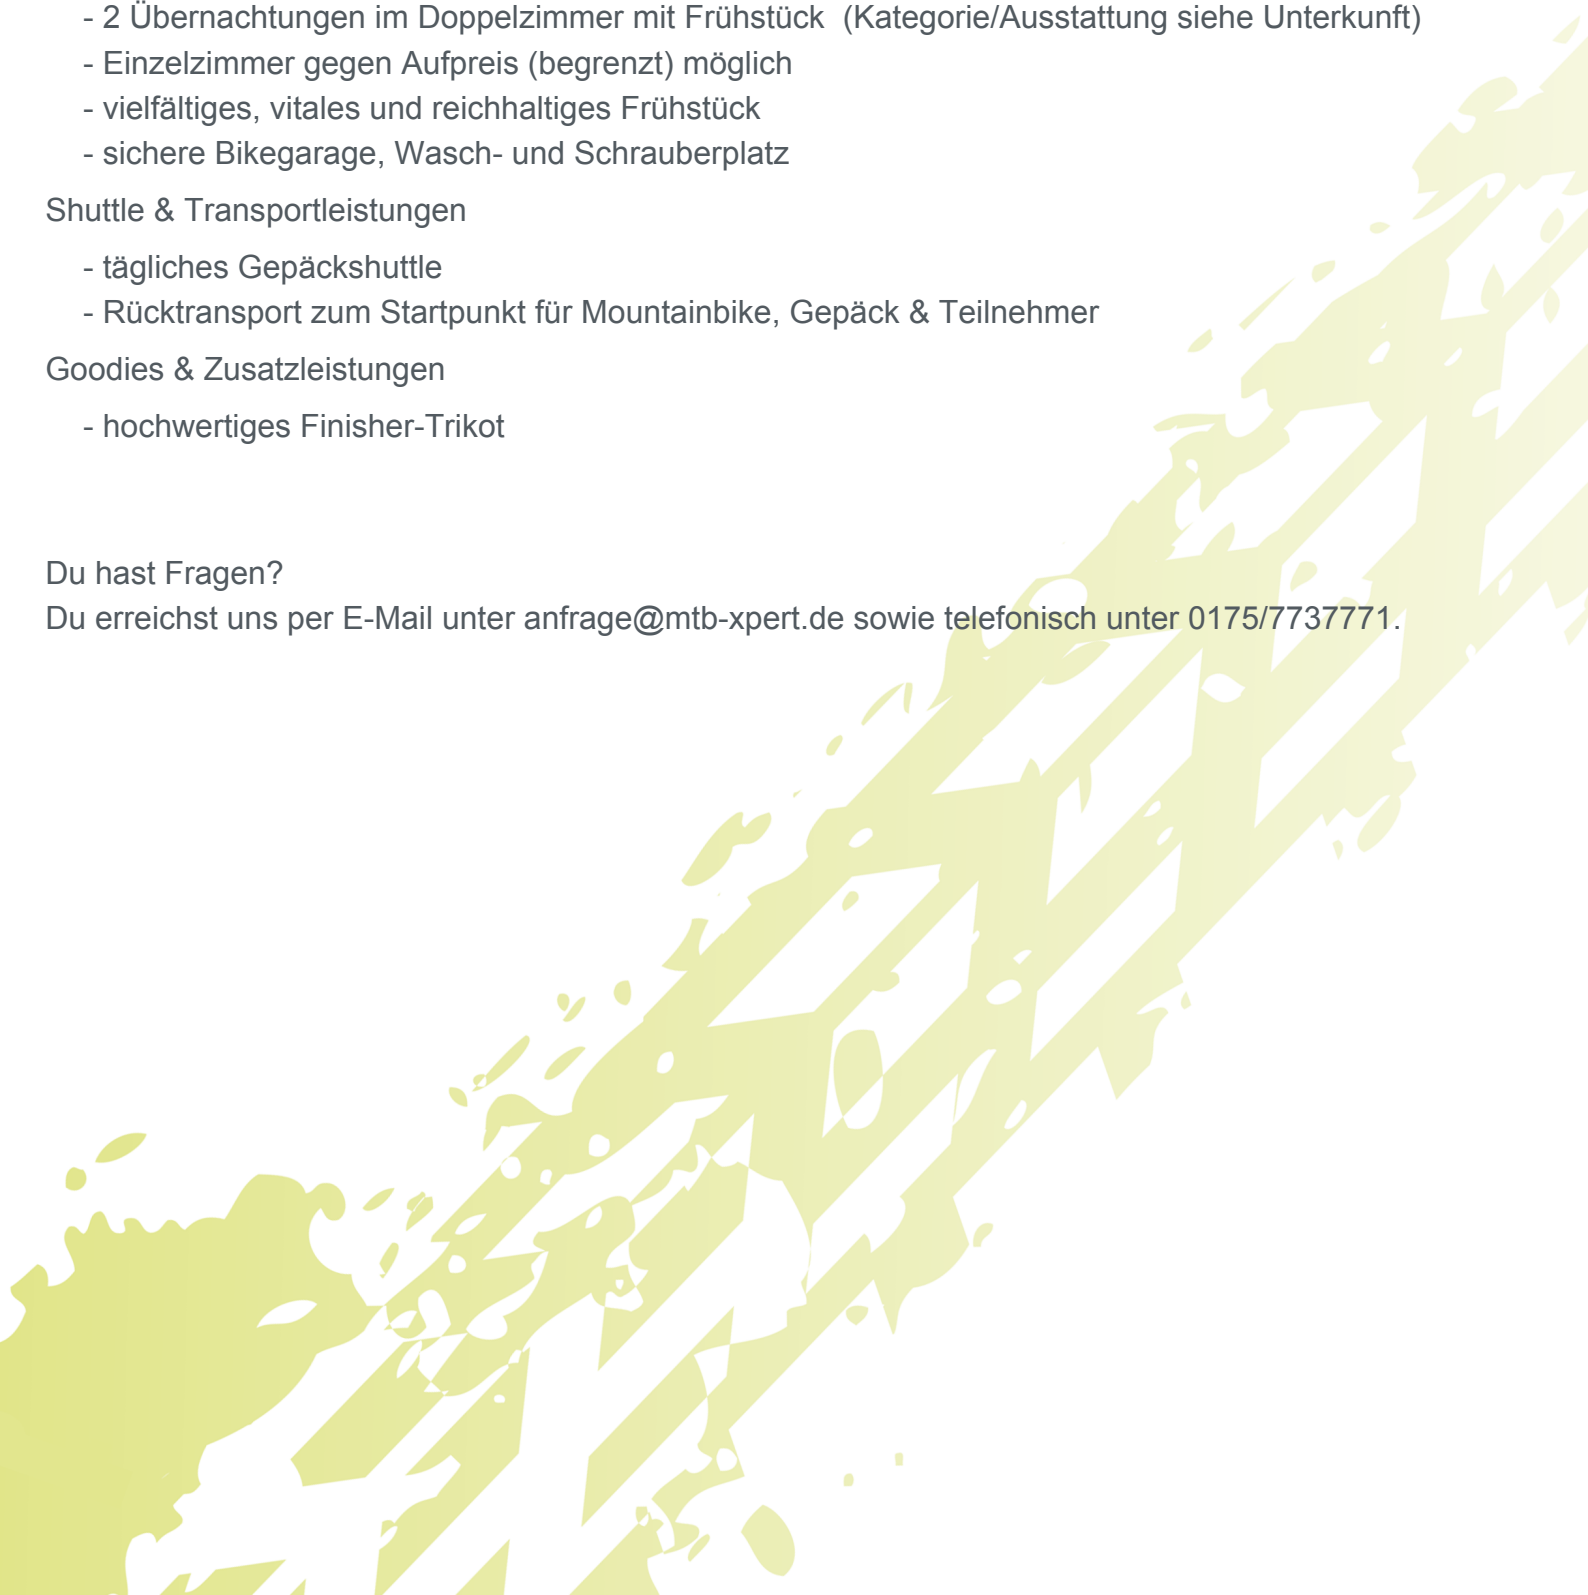 - 2 Übernachtungen im Doppelzimmer mit Frühstück  (Kategorie/Ausstattung siehe Unterkunft)
- Einzelzimmer gegen Aufpreis (begrenzt) möglich
- vielfältiges, vitales und reichhaltiges Frühstück
- sichere Bikegarage, Wasch- und Schrauberplatz
Shuttle & Transportleistungen
- tägliches Gepäckshuttle
- Rücktransport zum Startpunkt für Mountainbike, Gepäck & Teilnehmer
Goodies & Zusatzleistungen
- hochwertiges Finisher-Trikot
Du hast Fragen?
Du erreichst uns per E-Mail unter anfrage@mtb-xpert.de sowie telefonisch unter 0175/7737771.